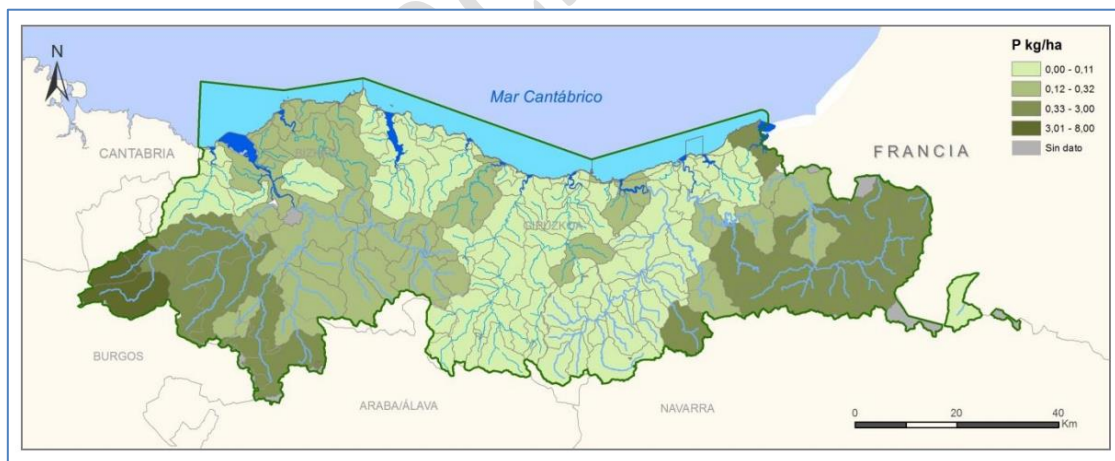 N
Mar Cantábrico
P kg/ha
0,00 - 0,11
0,12 - 0,32
0,33 - 3,00
3,01 - 8,00
Sin dato
CANTABRIA
BIZKAIA
FRANCIA
GIPUZKOA
BURGOS
ARABA/ÁLAVA
NAVARRA
0 20 40
Km